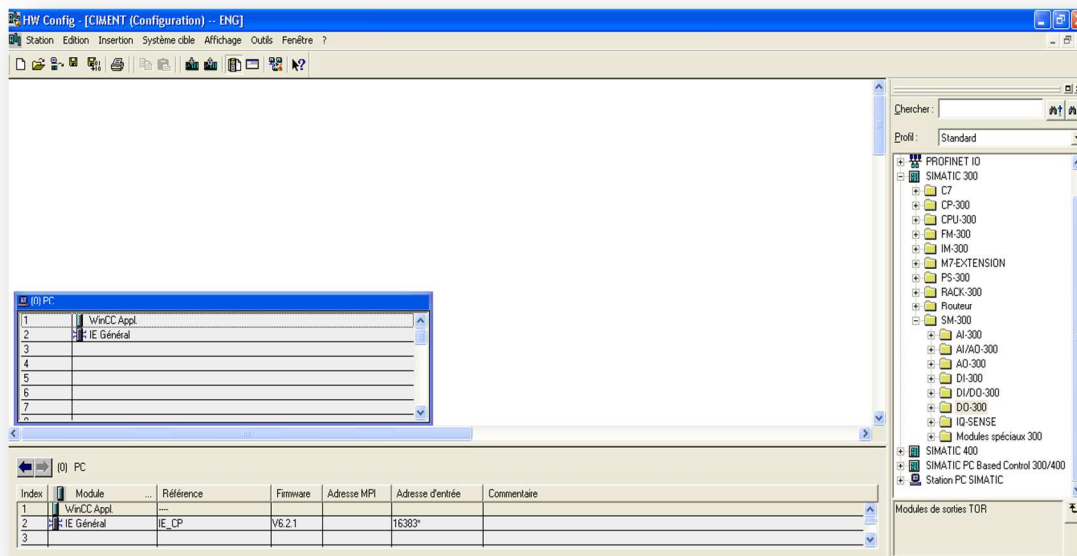 HW Config - [CIMENT (Configuration) -- ENG]
Station Edition Insertion Système cible Affichage Outils Fenêtre ?
Chercher :
Profil : Standard
PROFINET IO
SIMATIC 300
C7
CP-300
CPU-300
FM-300
IM-300
M7-EXTENSION
PS-300
RACK-300
Routeur
SM-300
AI-300
AI/AO-300
AO-300
DI-300
DI/DO-300
DO-300
IQ-SENSE
Modules spéciaux 300
SIMATIC 400
SIMATIC PC Based Control 300/400
Station PC SIMATIC
Modules de sorties TOR
(0) PC
1 WinCC Appl.
2 IE Général
3
4
5
6
7
(0) PC
Index Module ... Référence Firmware Adresse MPI Adresse d'entrée Commentaire
1 WinCC Appl. ----
2 IE Général IE_CP V6.2.1 16383*
3